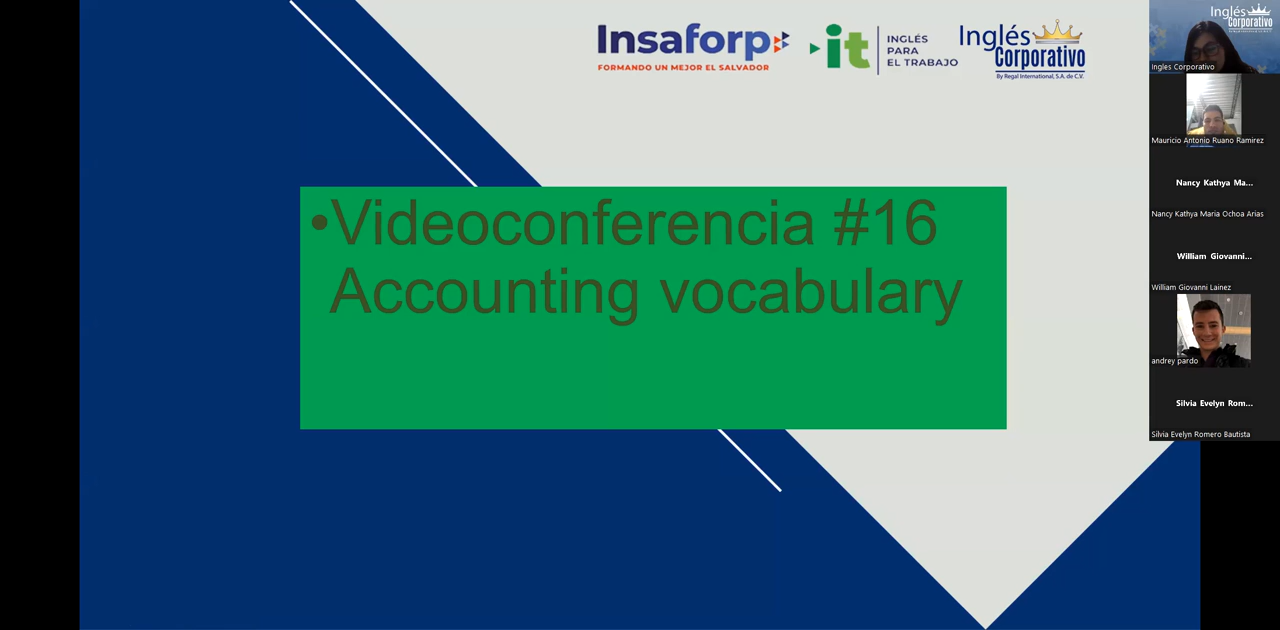 Insaforp
FORMANDO UN MEJOR EL SALVADOR
it
INGLÉS
PARA
EL TRABAJO
Inglés
Corporativo
By Regal International, S.A. de C.V.
•Videoconferencia #16
Accounting vocabulary
Inglés
Corporativo
Ingles Corporativo
Mauricio Antonio Ruano Ramirez
Nancy Kathya Ma...
Nancy Kathya Maria Ochoa Arias
William Giovanni...
William Giovanni Lainez
andrey pardo
Silvia Evelyn Rom...
Silvia Evelyn Romero Bautista